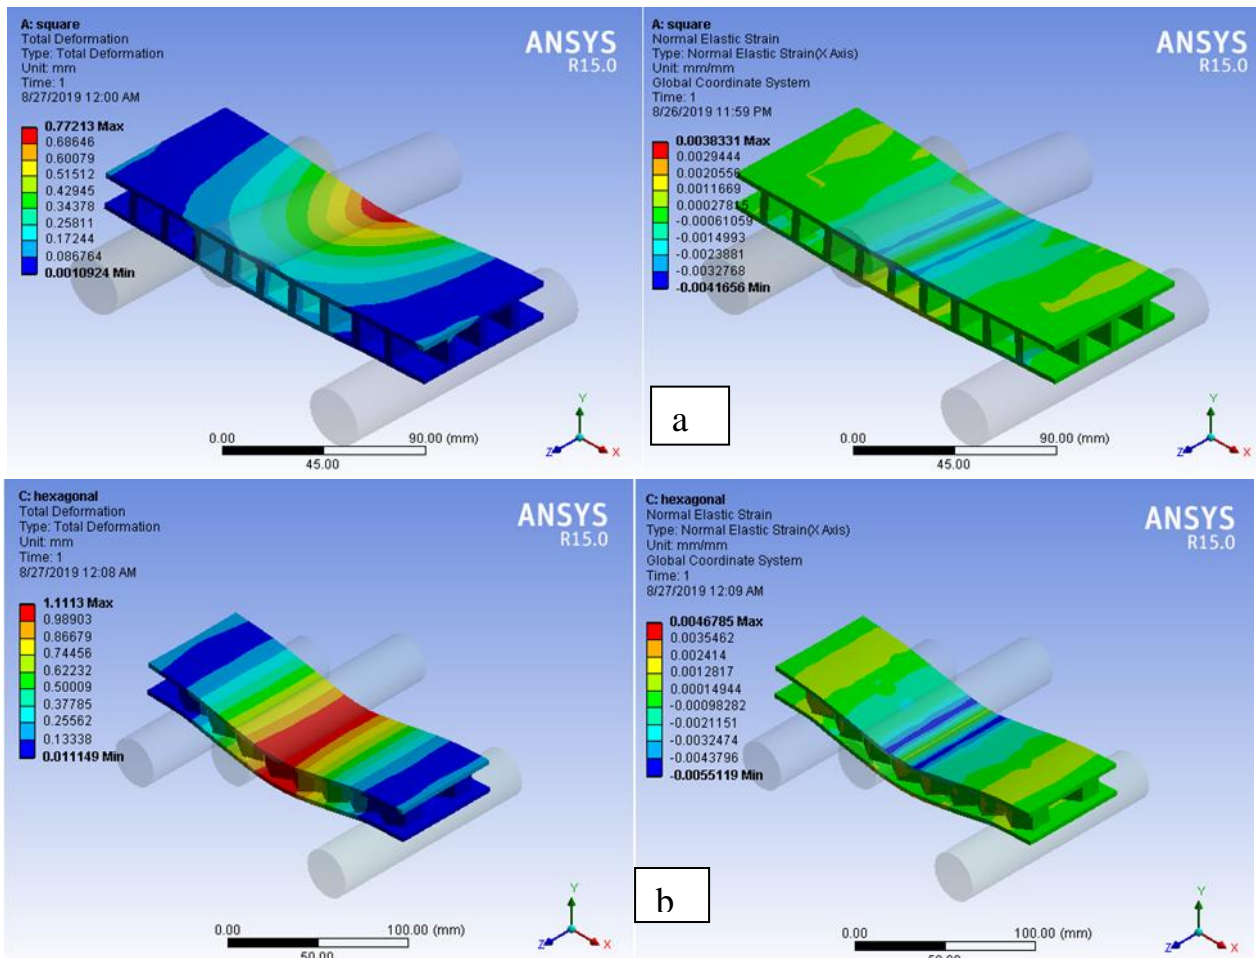 A: square
Total Deformation
Type: Total Deformation
Unit: mm
Time: 1
8/27/2019 12:00 AM
ANSYS
R15.0
0.77213 Max
0.68646
0.60079
0.51512
0.42945
0.34378
0.25811
0.17244
0.086764
0.0010924 Min
0.00
90.00 (mm)
45.00
Y
Z
X
A: square
Normal Elastic Strain
Type: Normal Elastic Strain(X Axis)
Unit: mm/mm
Global Coordinate System
Time: 1
8/26/2019 11:59 PM
ANSYS
R15.0
0.0038331 Max
0.0029444
0.0020556
0.0011669
0.00027815
-0.00061059
-0.0014993
-0.0023881
-0.0032768
-0.0041656 Min
a
0.00
90.00 (mm)
45.00
Y
Z
X
C: hexagonal
Total Deformation
Type: Total Deformation
Unit: mm
Time: 1
8/27/2019 12:08 AM
ANSYS
R15.0
1.1113 Max
0.98903
0.86679
0.74456
0.62232
0.50009
0.37785
0.25562
0.13338
0.011149 Min
0.00
100.00 (mm)
50.00
Y
Z
X
C: hexagonal
Normal Elastic Strain
Type: Normal Elastic Strain(X Axis)
Unit: mm/mm
Global Coordinate System
Time: 1
8/27/2019 12:09 AM
ANSYS
R15.0
0.0046785 Max
0.0035462
0.002414
0.0012817
0.00014944
-0.00098282
-0.0021151
-0.0032474
-0.0043796
-0.0055119 Min
b
0.00
100.00 (mm)
50.00
Y
Z
X